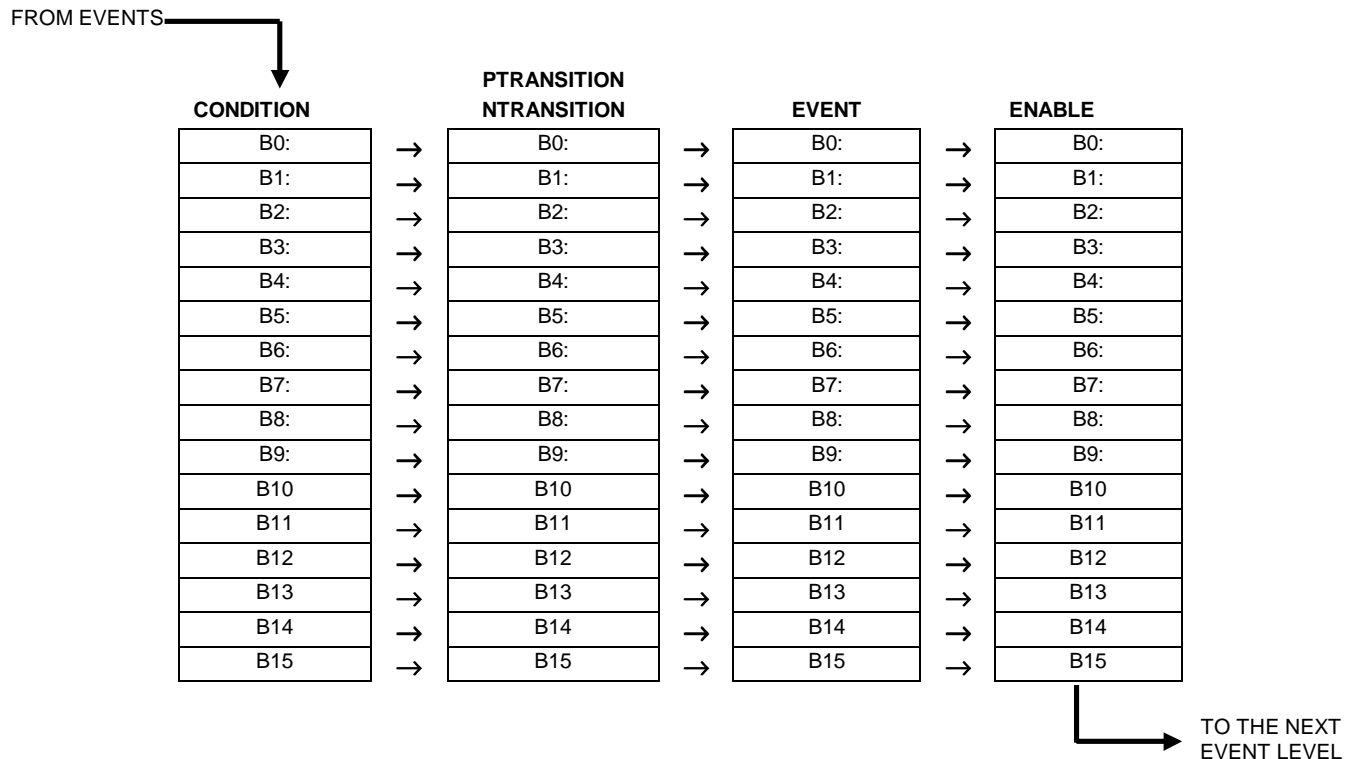 FROM EVENTS
PTRANSITION
CONDITION NTRANSITION EVENT ENABLE
B0: → B0: → B0: → B0:
B1: → B1: → B1: → B1:
B2: → B2: → B2: → B2:
B3: → B3: → B3: → B3:
B4: → B4: → B4: → B4:
B5: → B5: → B5: → B5:
B6: → B6: → B6: → B6:
B7: → B7: → B7: → B7:
B8: → B8: → B8: → B8:
B9: → B9: → B9: → B9:
B10 → B10 → B10 → B10
B11 → B11 → B11 → B11
B12 → B12 → B12 → B12
B13 → B13 → B13 → B13
B14 → B14 → B14 → B14
B15 → B15 → B15 → B15
TO THE NEXT
EVENT LEVEL